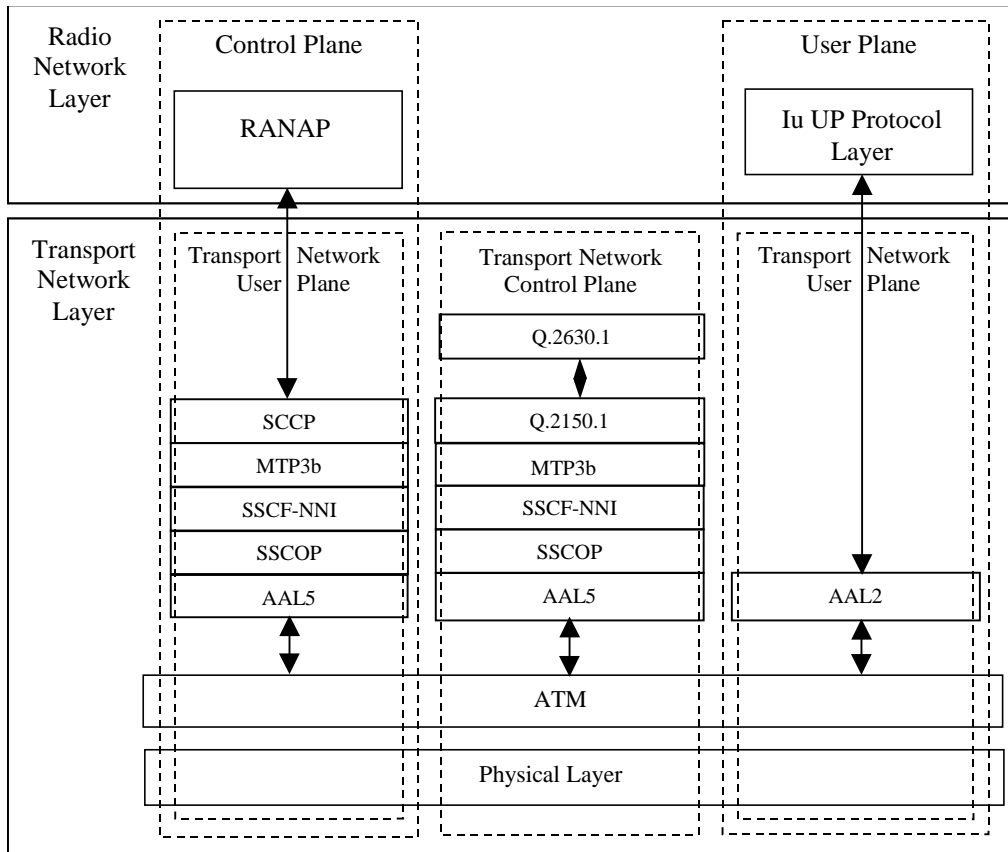 Radio
Network
Layer
Control Plane
RANAP
User Plane
Iu UP Protocol
Layer
Transport
Network
Layer
Transport Network
User Plane
SCCP
MTP3b
SSCF-NNI
SSCOP
AAL5
Transport Network
Control Plane
Q.2630.1
Q.2150.1
MTP3b
SSCF-NNI
SSCOP
AAL5
Transport Network
User Plane
AAL2
ATM
Physical Layer